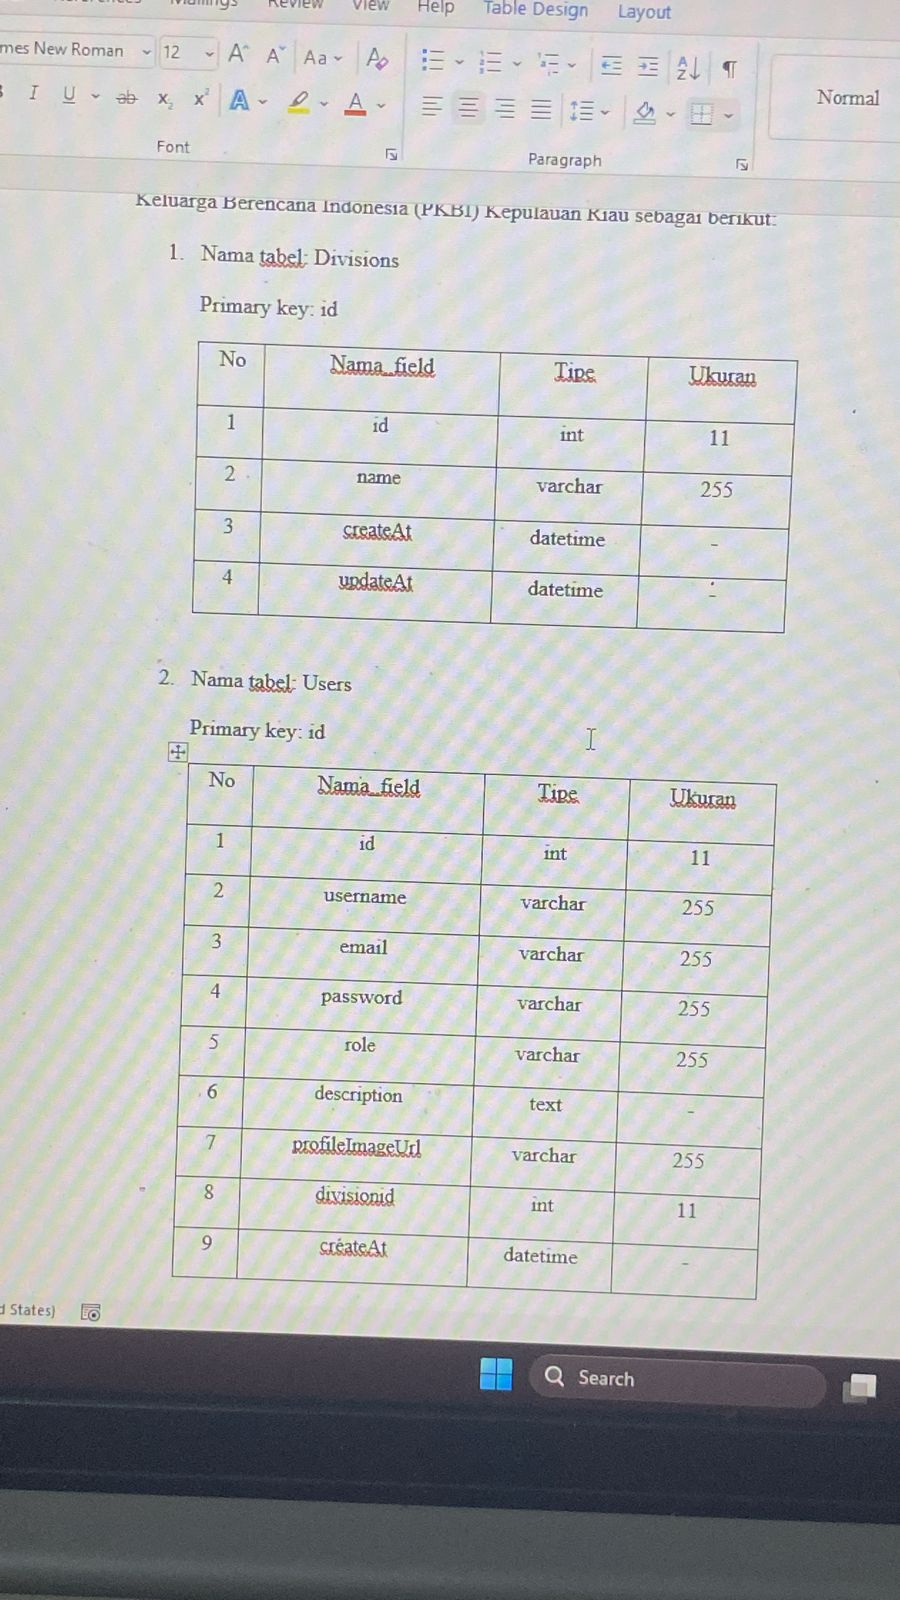 Mailings Review View Help Table Design Layout
mes New Roman 12 A A Aa A
I U ab x₂ x² A A
A Z ¶
Normal
Font
Paragraph
Keluarga Berencana Indonesia (PKBI) Kepulauan Riau sebagai berikut:
1. Nama tabel: Divisions
Primary key: id
No Nama field Tipe Ukuran
1 id int 11
2 name varchar 255
3 createAt datetime -
4 updateAt datetime -
2. Nama tabel: Users
Primary key: id
No Nama field Tipe Ukuran
1 id int 11
2 username varchar 255
3 email varchar 255
4 password varchar 255
5 role varchar 255
6 description text -
7 profileImageUrl varchar 255
8 divisionid int 11
9 createAt datetime -
d States)
Search